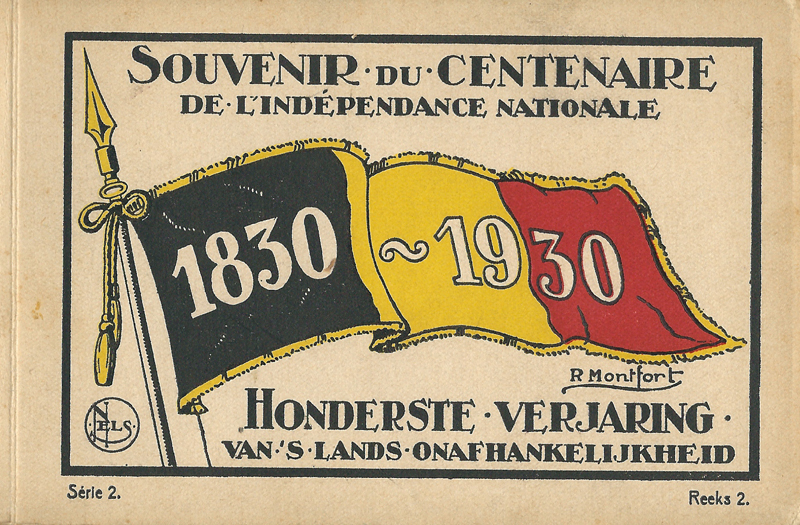 SOUVENIR·DU·CENTENAIRE
DE·L'INDÉPENDANCE NATIONALE
1830 ~ 1930
R MONTFORT
NELS
HONDERSTE·VERJARING·
VAN·'S·LANDS·ONAFHANKELIJKHEID
Série 2.
Reeks 2.